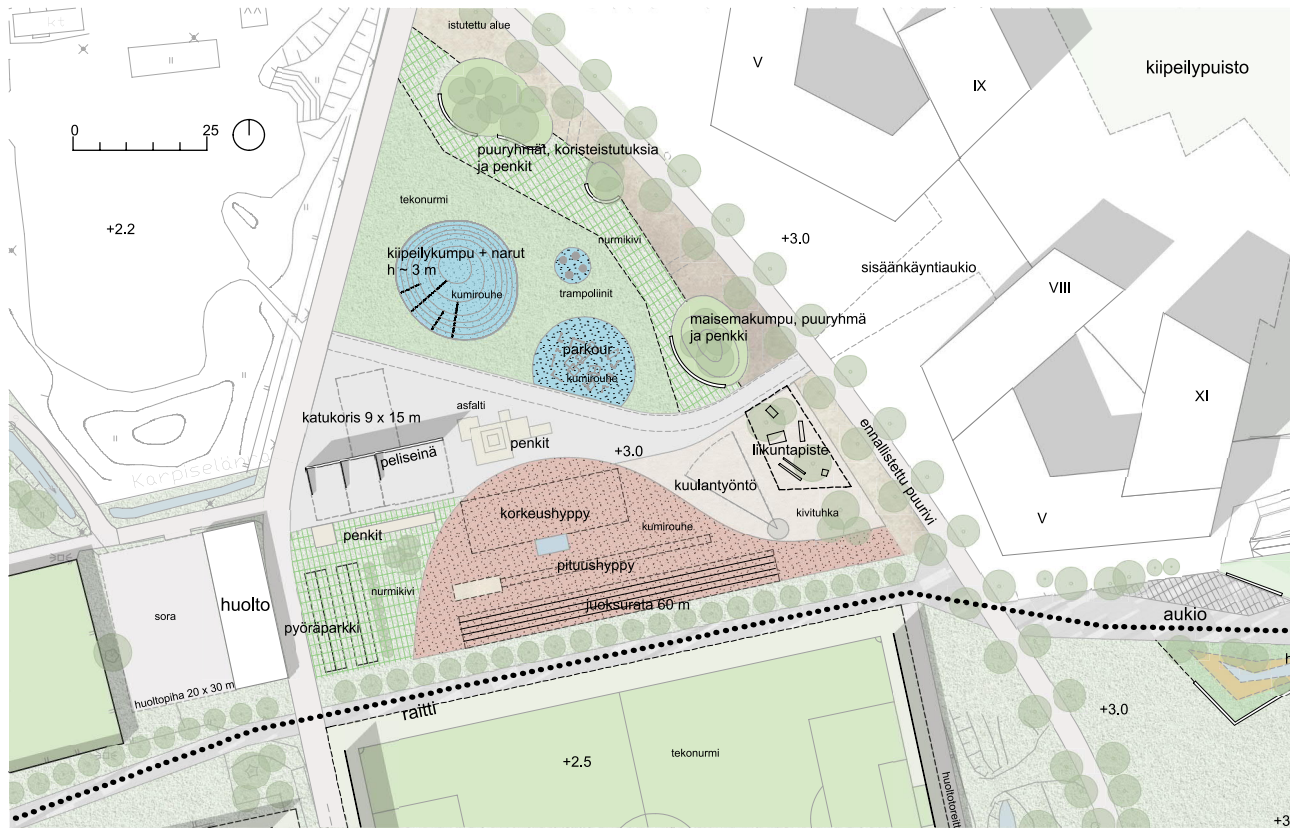 kt
istutettu alue
V
IX
kiipeilypuisto
0
25
puuryhmät, koristeistutuksia
ja penkit
tekonurmi
+2.2
nurmikivi
+3.0
kiipeilykumpu + narut
h ~ 3 m
sisäänkäyntiaukio
VIII
kumirouhe
trampoliinit
maisemakumpu, puuryhmä
ja penkki
parkour
kumirouhe
XI
katukoris 9 x 15 m
asfalti
penkit
peliseinä
+3.0
liikuntapiste
ennallistettu puurivi
kuulantyöntö
korkeushyppy
kumirouhe
kivituhka
V
penkit
pituushyppy
nurmikivi
huolto
sora
pyöräparkki
juoksurata 60 m
aukio
huoltopiha 20 x 30 m
raitti
+3.0
+2.5
tekonurmi